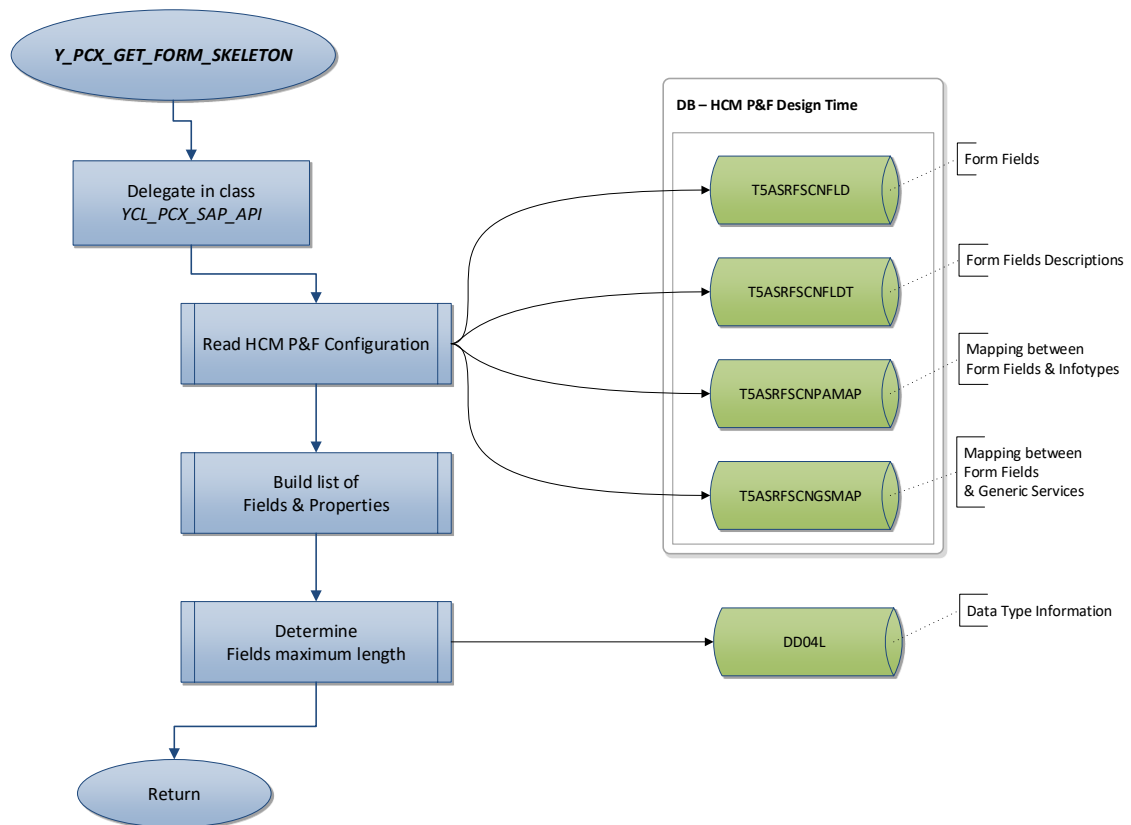 Y_PCX_GET_FORM_SKELETON
Delegate in class
YCL_PCX_SAP_API
Read HCM P&F Configuration
Build list of
Fields & Properties
Determine
Fields maximum length
Return
DB – HCM P&F Design Time
T5ASRFSCNFLD
Form Fields
T5ASRFSCNFLDT
Form Fields Descriptions
T5ASRFSCNPAMAP
Mapping between
Form Fields & Infotypes
T5ASRFSCNGSMAP
Mapping between
Form Fields
& Generic Services
DD04L
Data Type Information